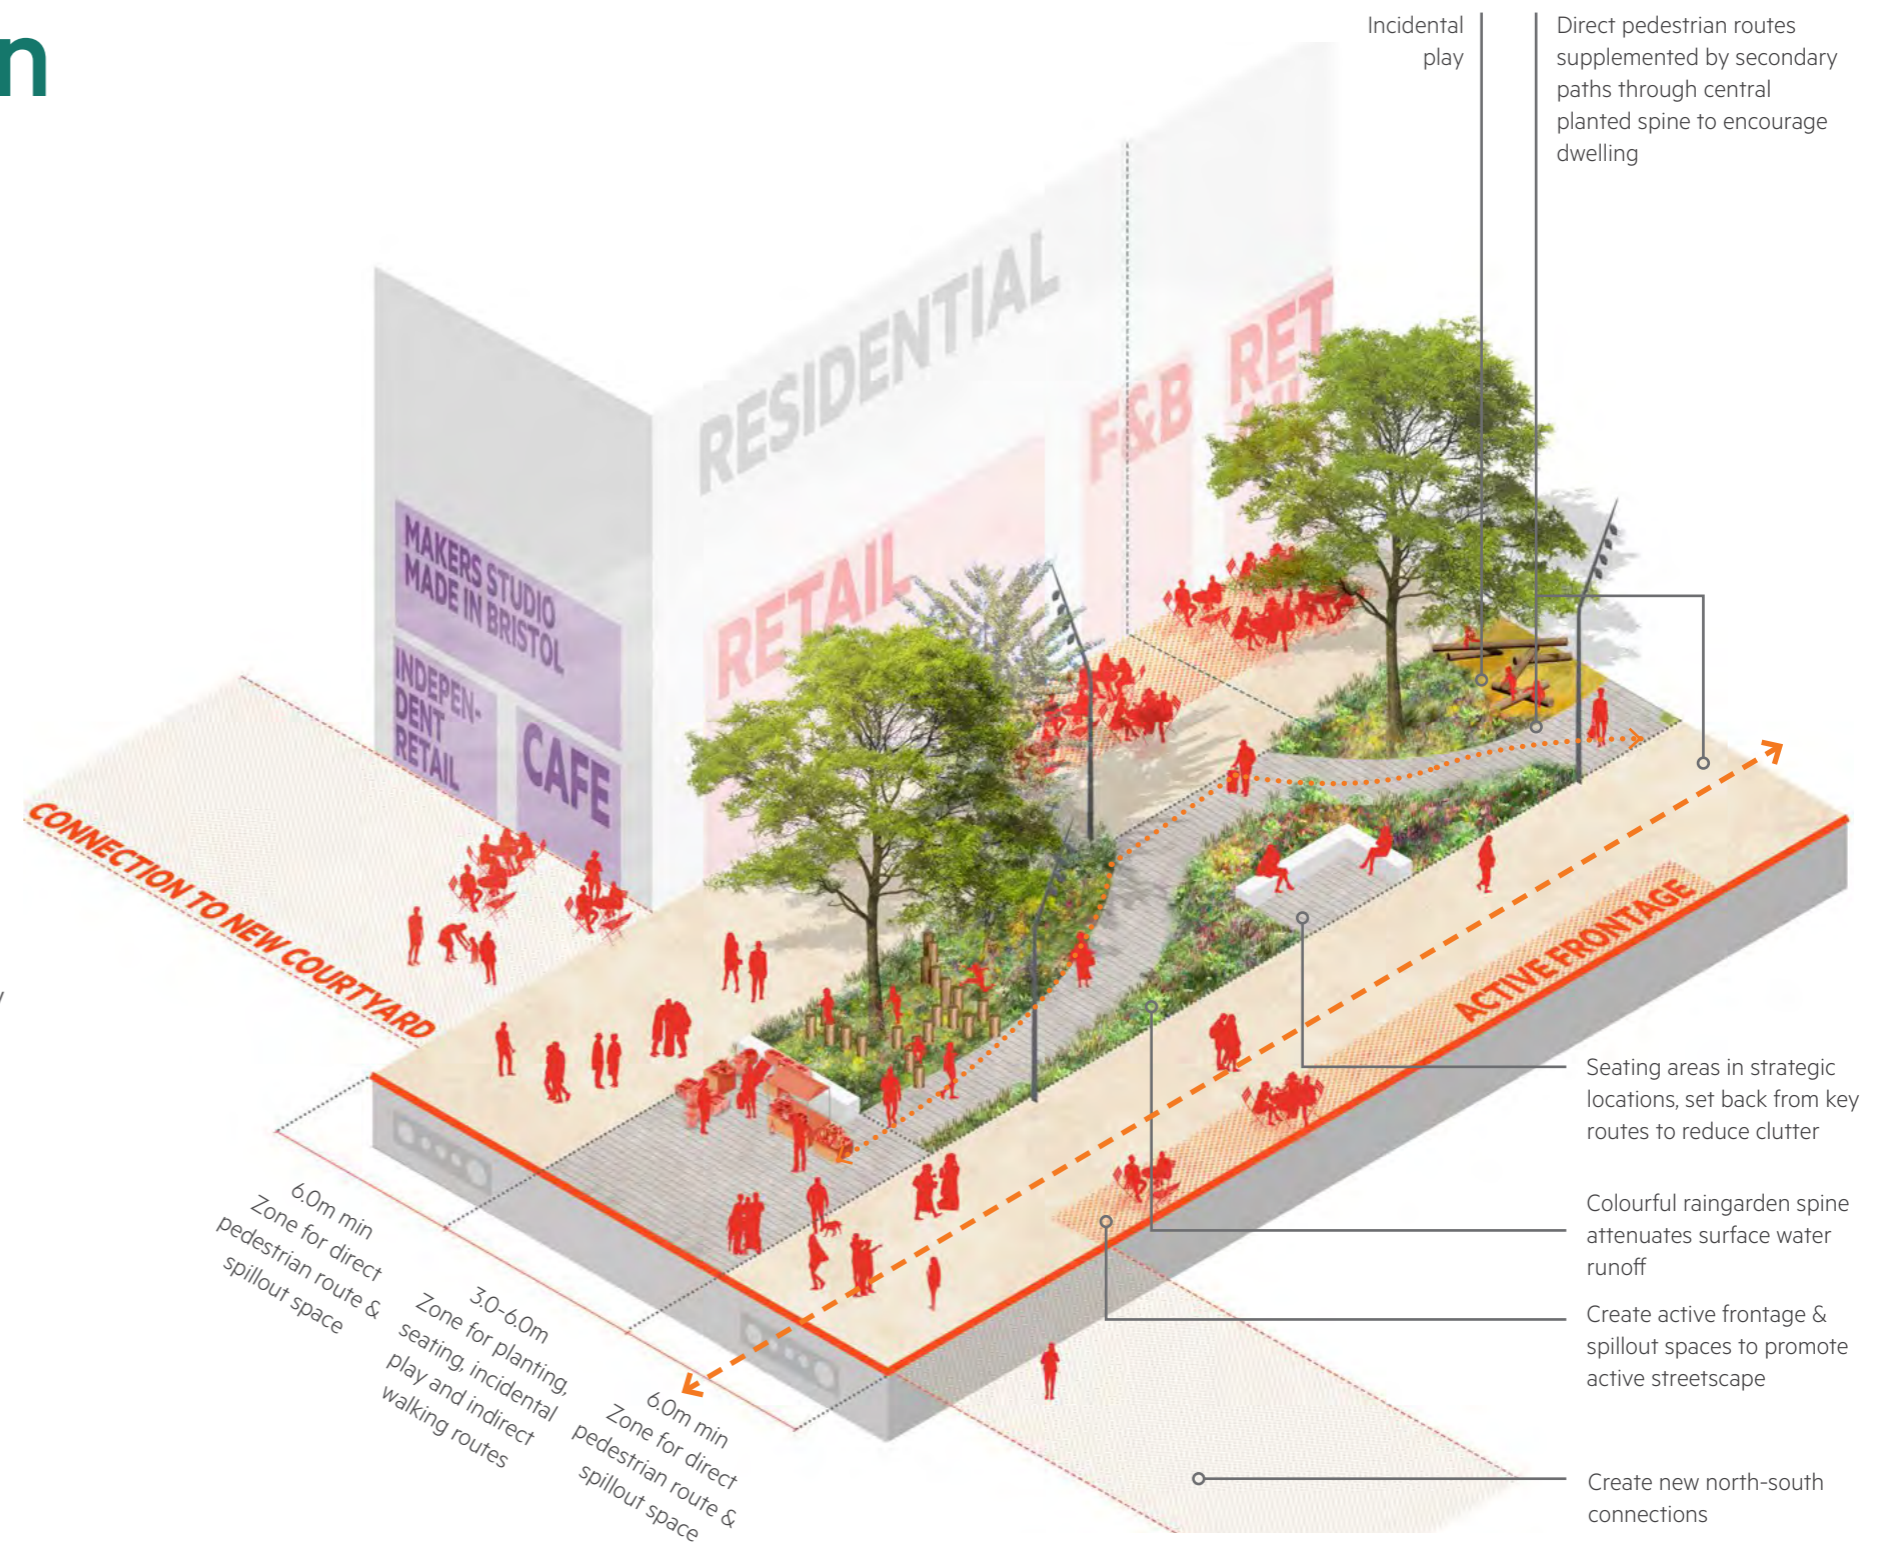 n
Incidental
play
Direct pedestrian routes
supplemented by secondary
paths through central
planted spine to encourage
dwelling
RESIDENTIAL
RETAIL
F&B
RET
MAKERS STUDIO
MADE IN BRISTOL
INDEPEN-
DENT
RETAIL
CAFE
CONNECTION TO NEW COURTYARD
ACTIVE FRONTAGE
Seating areas in strategic
locations, set back from key
routes to reduce clutter
Colourful raingarden spine
attenuates surface water
runoff
Create active frontage &
spillout spaces to promote
active streetscape
Create new north-south
connections
6.0m min
Zone for direct
pedestrian route &
spillout space
3.0-6.0m
Zone for planting,
seating, incidental
play and indirect
walking routes
6.0m min
Zone for direct
pedestrian route &
spillout space